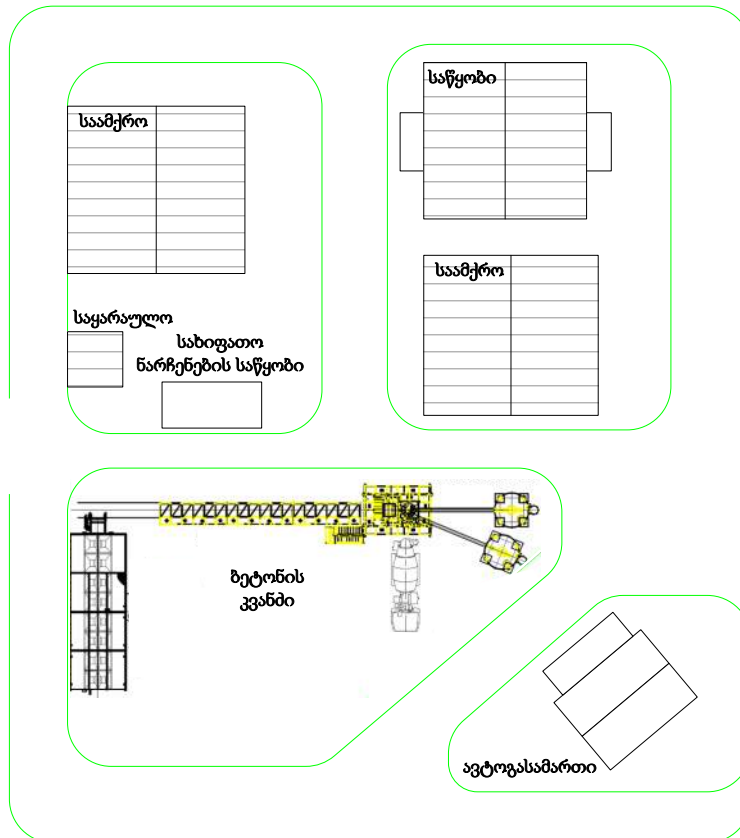 საწყობი
საამქრო
საამქრო
საყარაულო
სახიფათო
ნარჩენების საწყობი
ბეტონის
კვანძი
ავტოგასამართი